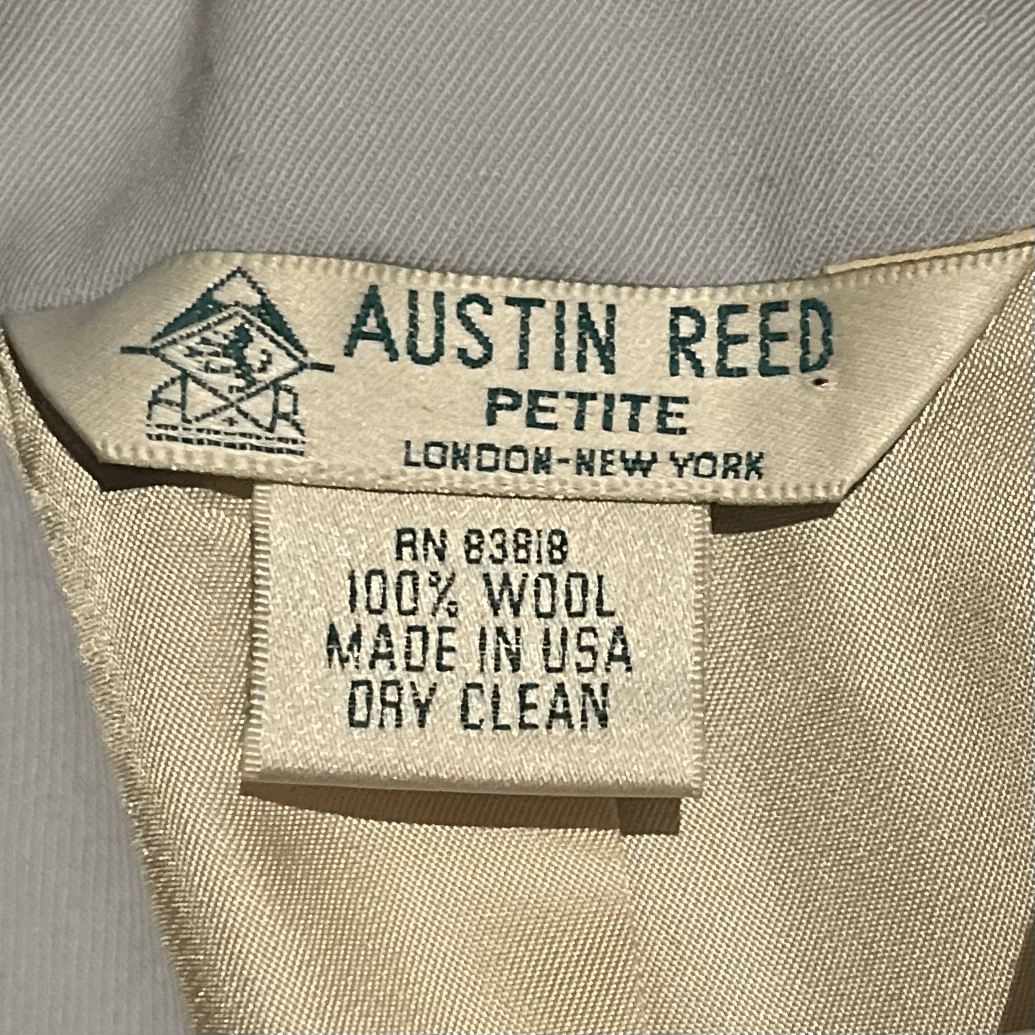 AUSTIN REED
PETITE
LONDON-NEW YORK
RN 83818
100% WOOL
MADE IN USA
DRY CLEAN